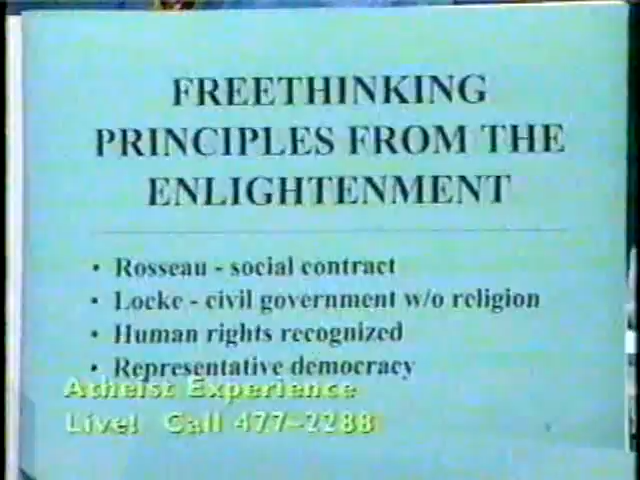 FREETHINKING
PRINCIPLES FROM THE
ENLIGHTENMENT
• Rosseau - social contract
• Locke - civil government w/o religion
• Human rights recognized
• Representative democracy
Atheist Experience
Live! Call 477-2288